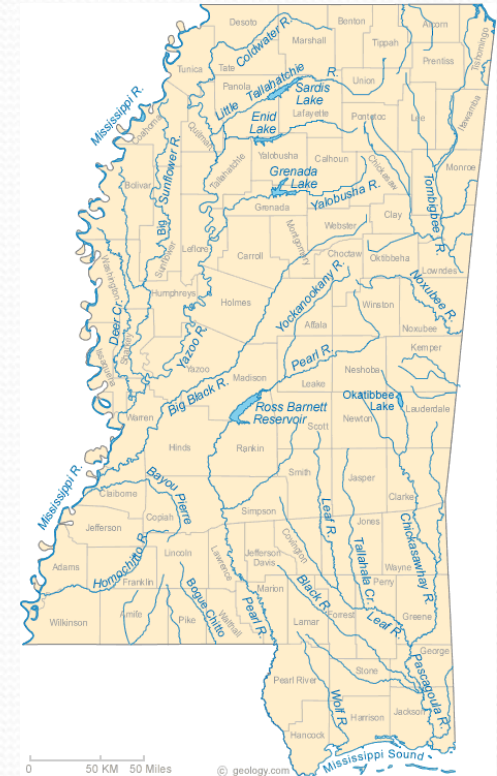 Desoto
Benton
Alcorn
Tishomingo
Coldwater R.
Marshall
Tippah
Prentiss
Tunica
Tate
Panola
Little Tallahatchie R.
Sardis
Lake
Union
Lafayette
Pontotoc
Lee
Itawamba
Mississippi R.
Coahoma
Quitman
Enid
Lake
Yalobusha
Calhoun
Chickasaw
Monroe
Tallahatchie
Bolivar
Big Sunflower R.
Grenada
Lake
Grenada
Yalobusha R.
Tombigbee R.
Clay
Webster
Montgomery
Choctaw
Oktibbeha
Lowndes
Sunflower
Leflore
Carroll
Washington
Humphreys
Holmes
Yockanookany R.
Winston
Noxubee R.
Noxubee
Attala
Deer C.
Sharkey
Issaquena
Yazoo R.
Yazoo
Kemper
Neshoba
Pearl R.
Leake
Madison
Big Black R.
Warren
Okatibbee
Lake
Lauderdale
Newton
Ross Barnett
Reservoir
Scott
Hinds
Rankin
Mississippi R.
Bayou Pierre
Claiborne
Smith
Jasper
Clarke
Copiah
Simpson
Jefferson
Leaf R.
Jones
Chickasawhay R.
Tallahala Cr.
Covington
Wayne
Adams
Homochitto R.
Franklin
Lincoln
Lawrence
Jefferson
Davis
Marion
Perry
Wilkinson
Amite
Pike
Bogue Chitto
Walthall
Pearl R.
Black R.
Lamar
Forrest
Leaf R.
Greene
George
Pearl River
Stone
Pascagoula R.
Wolf R.
Harrison
Jackson
Hancock
Mississippi Sound
0 50 KM 50 Miles
© geology.com